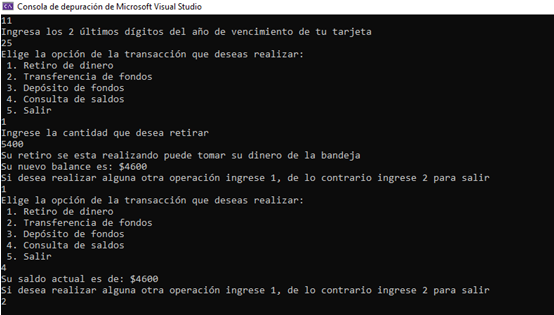 Consola de depuración de Microsoft Visual Studio
11
Ingresa los 2 últimos dígitos del año de vencimiento de tu tarjeta
25
Elige la opción de la transacción que deseas realizar:
1. Retiro de dinero
2. Transferencia de fondos
3. Depósito de fondos
4. Consulta de saldos
5. Salir
1
Ingrese la cantidad que desea retirar
5400
Su retiro se esta realizando puede tomar su dinero de la bandeja
Su nuevo balance es: $4600
Si desea realizar alguna otra operación ingrese 1, de lo contrario ingrese 2 para salir
1
Elige la opción de la transacción que deseas realizar:
1. Retiro de dinero
2. Transferencia de fondos
3. Depósito de fondos
4. Consulta de saldos
5. Salir
4
Su saldo actual es de: $4600
Si desea realizar alguna otra operación ingrese 1, de lo contrario ingrese 2 para salir
2